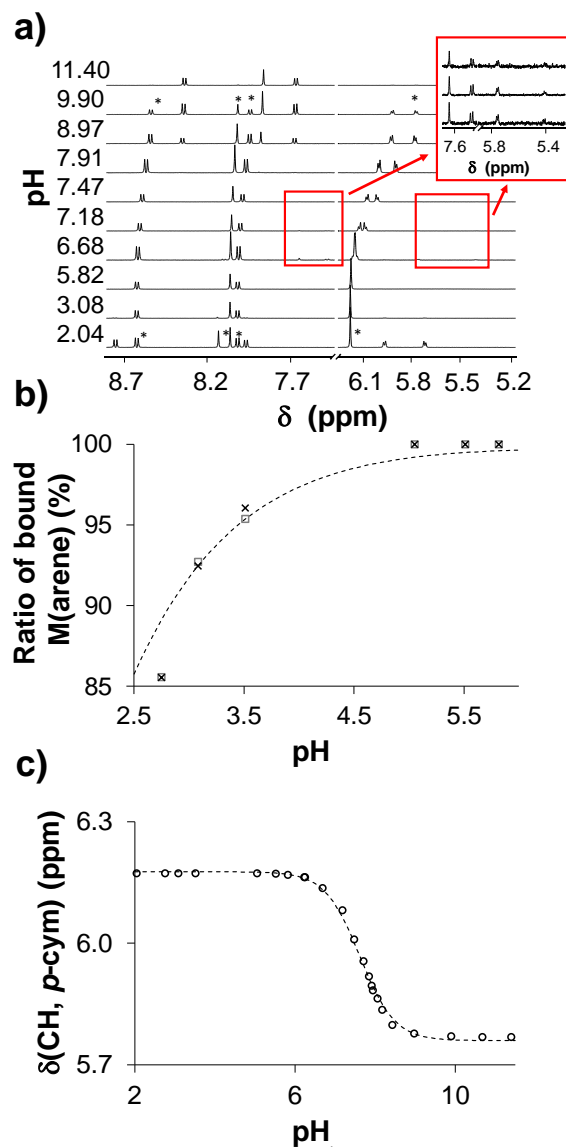 a)
11.40
9.90
8.97
7.91
7.47
7.18
6.68
5.82
3.08
2.04
pH
* * * *
* * * *
8.7 8.2 7.7 6.1 5.8 5.5 5.2
δ (ppm)
7.6 5.8 5.4
δ (ppm)
b)
100
95
90
85
Ratio of bound
M(arene) (%)
2.5 3.5 4.5 5.5
pH
c)
6.3
6.0
5.7
δ(CH, p-cym) (ppm)
2 6 10
pH